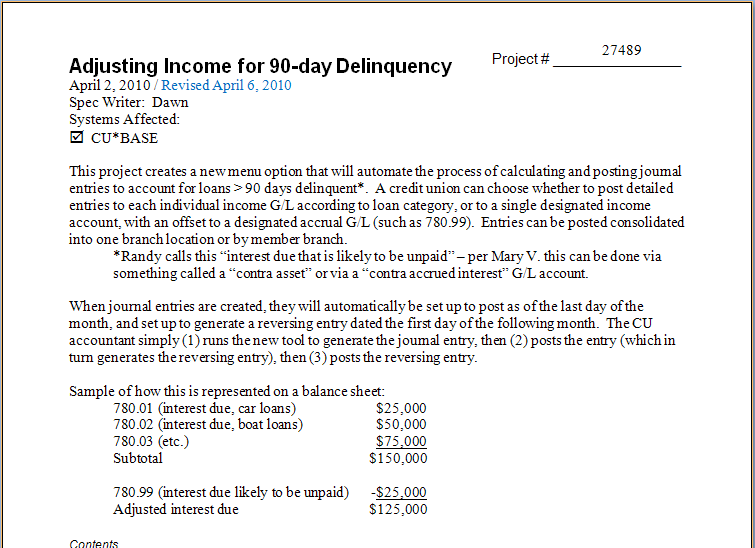 Project # 27489
Adjusting Income for 90-day Delinquency
April 2, 2010 / Revised April 6, 2010
Spec Writer: Dawn
Systems Affected:
☑ CU*BASE
This project creates a new menu option that will automate the process of calculating and posting journal
entries to account for loans > 90 days delinquent*. A credit union can choose whether to post detailed
entries to each individual income G/L according to loan category, or to a single designated income
account, with an offset to a designated accrual G/L (such as 780.99). Entries can be posted consolidated
into one branch location or by member branch.
*Randy calls this “interest due that is likely to be unpaid” – per Mary V. this can be done via
something called a “contra asset” or via a “contra accrued interest” G/L account.
When journal entries are created, they will automatically be set up to post as of the last day of the
month, and set up to generate a reversing entry dated the first day of the following month. The CU
accountant simply (1) runs the new tool to generate the journal entry, then (2) posts the entry (which in
turn generates the reversing entry), then (3) posts the reversing entry.
Sample of how this is represented on a balance sheet:
780.01 (interest due, car loans) $25,000
780.02 (interest due, boat loans) $50,000
780.03 (etc.) $75,000
Subtotal $150,000
780.99 (interest due likely to be unpaid) -$25,000
Adjusted interest due $125,000
Contents